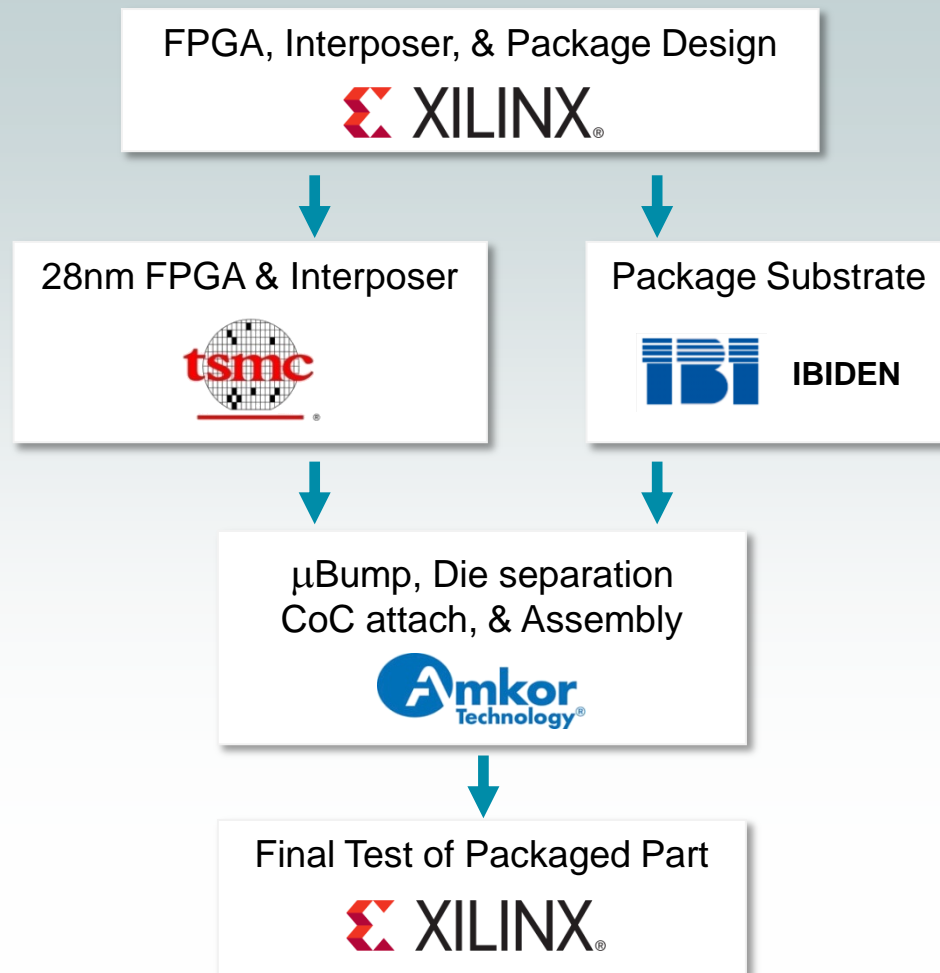 FPGA, Interposer, & Package Design
XILINX®
28nm FPGA & Interposer
tsmc
®
Package Substrate
IBI IBIDEN
µBump, Die separation
CoC attach, & Assembly
Amkor
Technology®
Final Test of Packaged Part
XILINX®